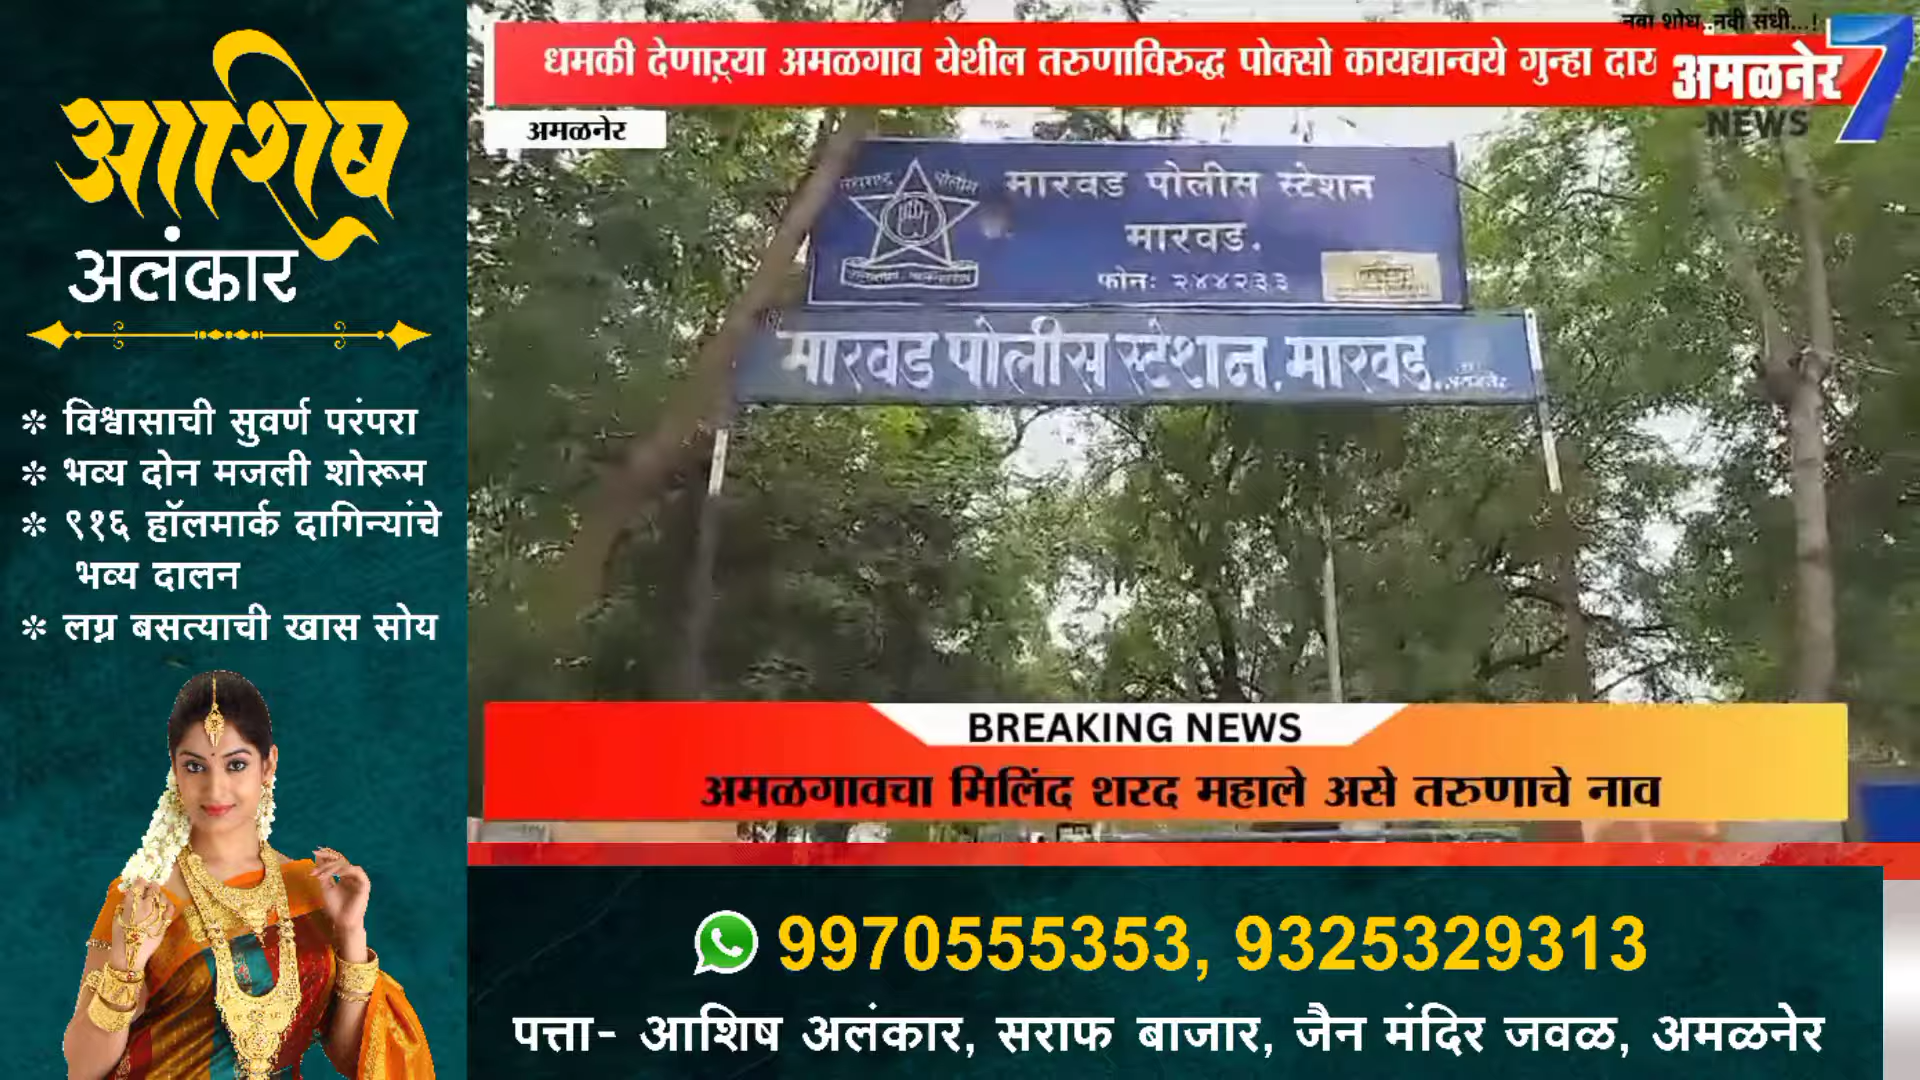 आशिष
अलंकार
* विश्वासाची सुवर्ण परंपरा
* भव्य दोन मजली शोरूम
* ९१६ हॉलमार्क दागिन्यांचे
भव्य दालन
* लग्न बसत्याची खास सोय
नवा शोध..नवी संधी...!
धमकी देणाऱ्या अमळगाव येथील तरुणाविरुद्ध पोक्सो कायद्यान्वये गुन्हा दाख
अमळनेर 7
NEWS
अमळनेर
महाराष्ट्र पोलीस
मारवड पोलीस स्टेशन
मारवड.
फोन: २४४२३३
मारवड पोलीस स्टेशन, मारवड.
BREAKING NEWS
अमळगावचा मिलिंद शरद महाले असे तरुणाचे नाव
9970555353, 9325329313
पत्ता- आशिष अलंकार, सराफ बाजार, जैन मंदिर जवळ, अमळनेर